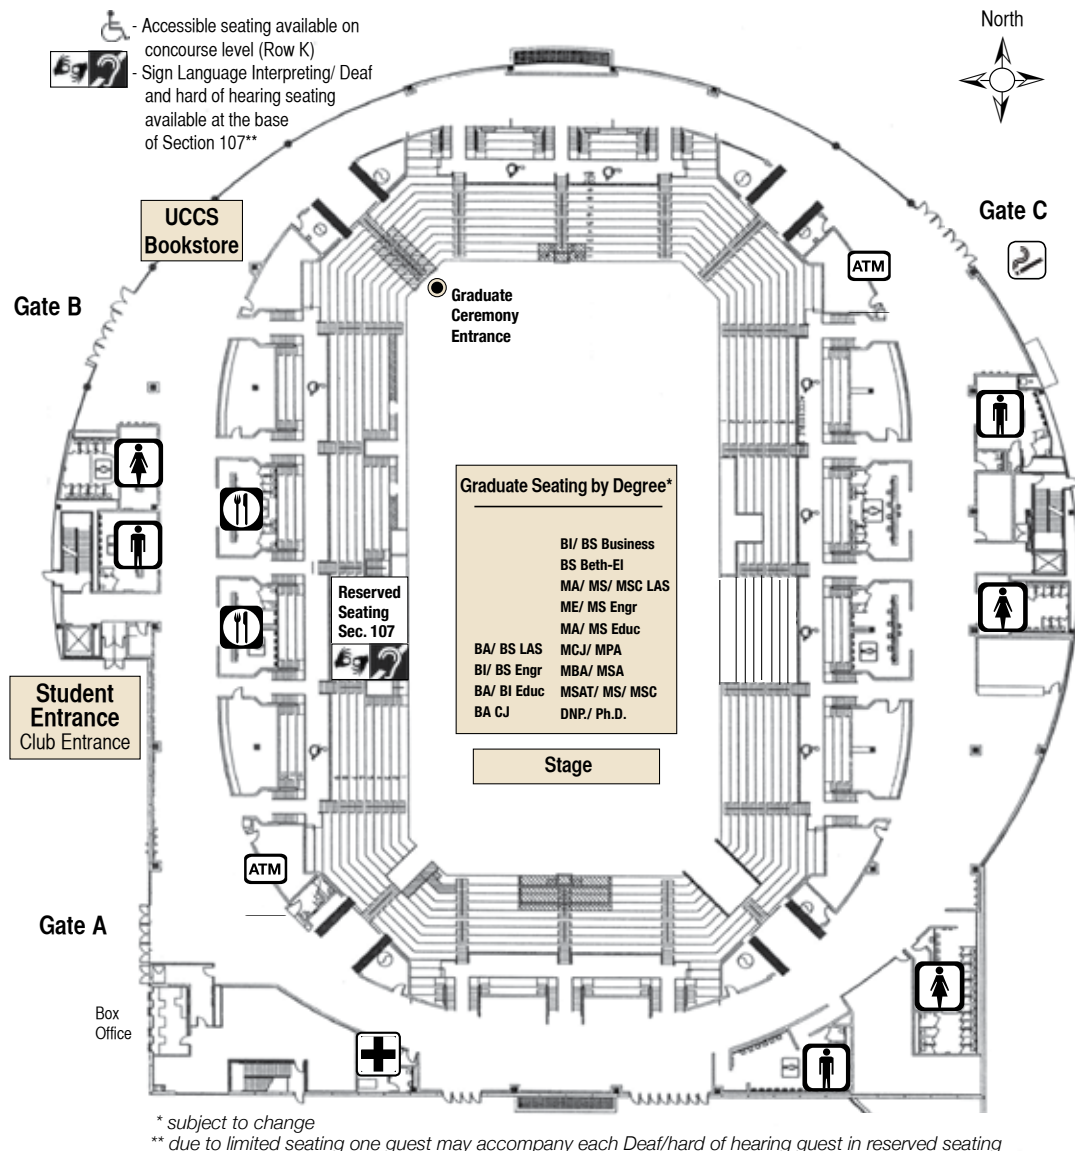 - Accessible seating available on
concourse level (Row K)
- Sign Language Interpreting/ Deaf
and hard of hearing seating
available at the base
of Section 107**
North
UCCS
Bookstore
Gate C
ATM
Gate B
Graduate
Ceremony
Entrance
Graduate Seating by Degree*
BI/ BS Business
BS Beth-El
MA/ MS/ MSC LAS
ME/ MS Engr
MA/ MS Educ
BA/ BS LAS MCJ/ MPA
BI/ BS Engr MBA/ MSA
BA/ BI Educ MSAT/ MS/ MSC
BA CJ DNP./ Ph.D.
Reserved
Seating
Sec. 107
Student
Entrance
Club Entrance
Stage
ATM
Gate A
Box
Office
* subject to change
** due to limited seating one guest may accompany each Deaf/hard of hearing guest in reserved seating